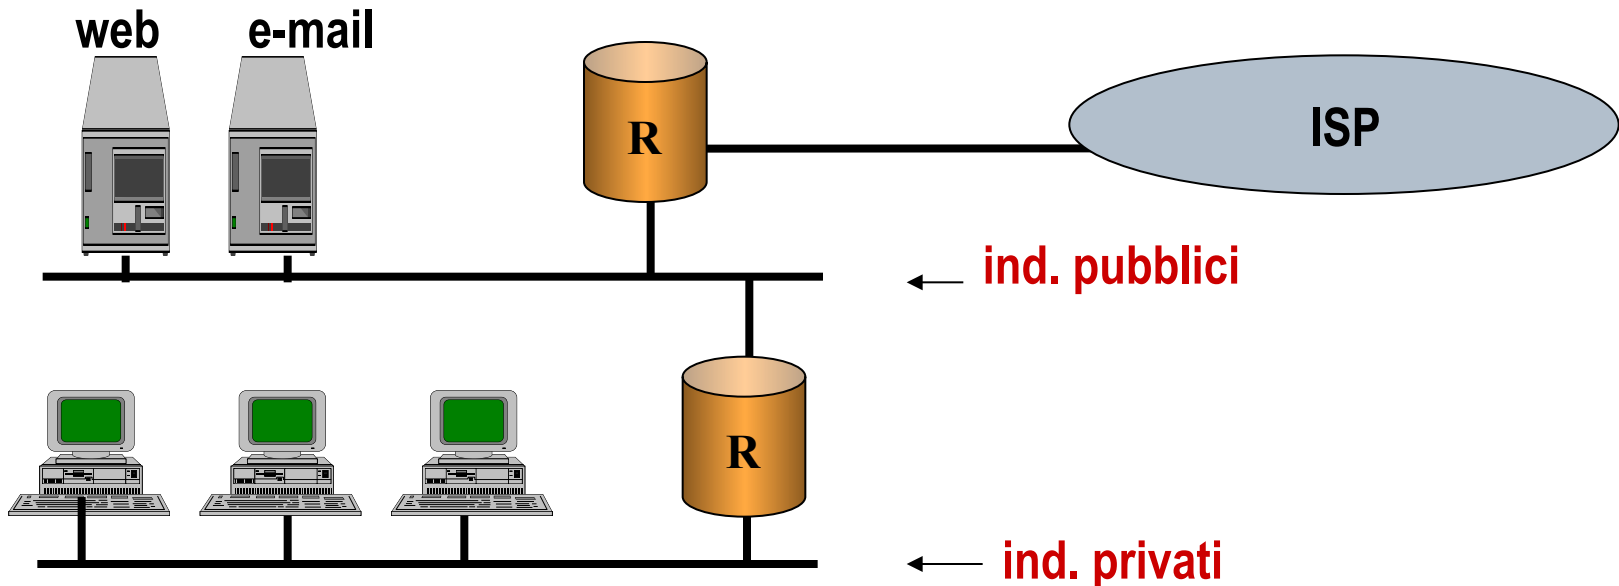 web
e-mail
R
ISP
ind. pubblici
R
ind. privati